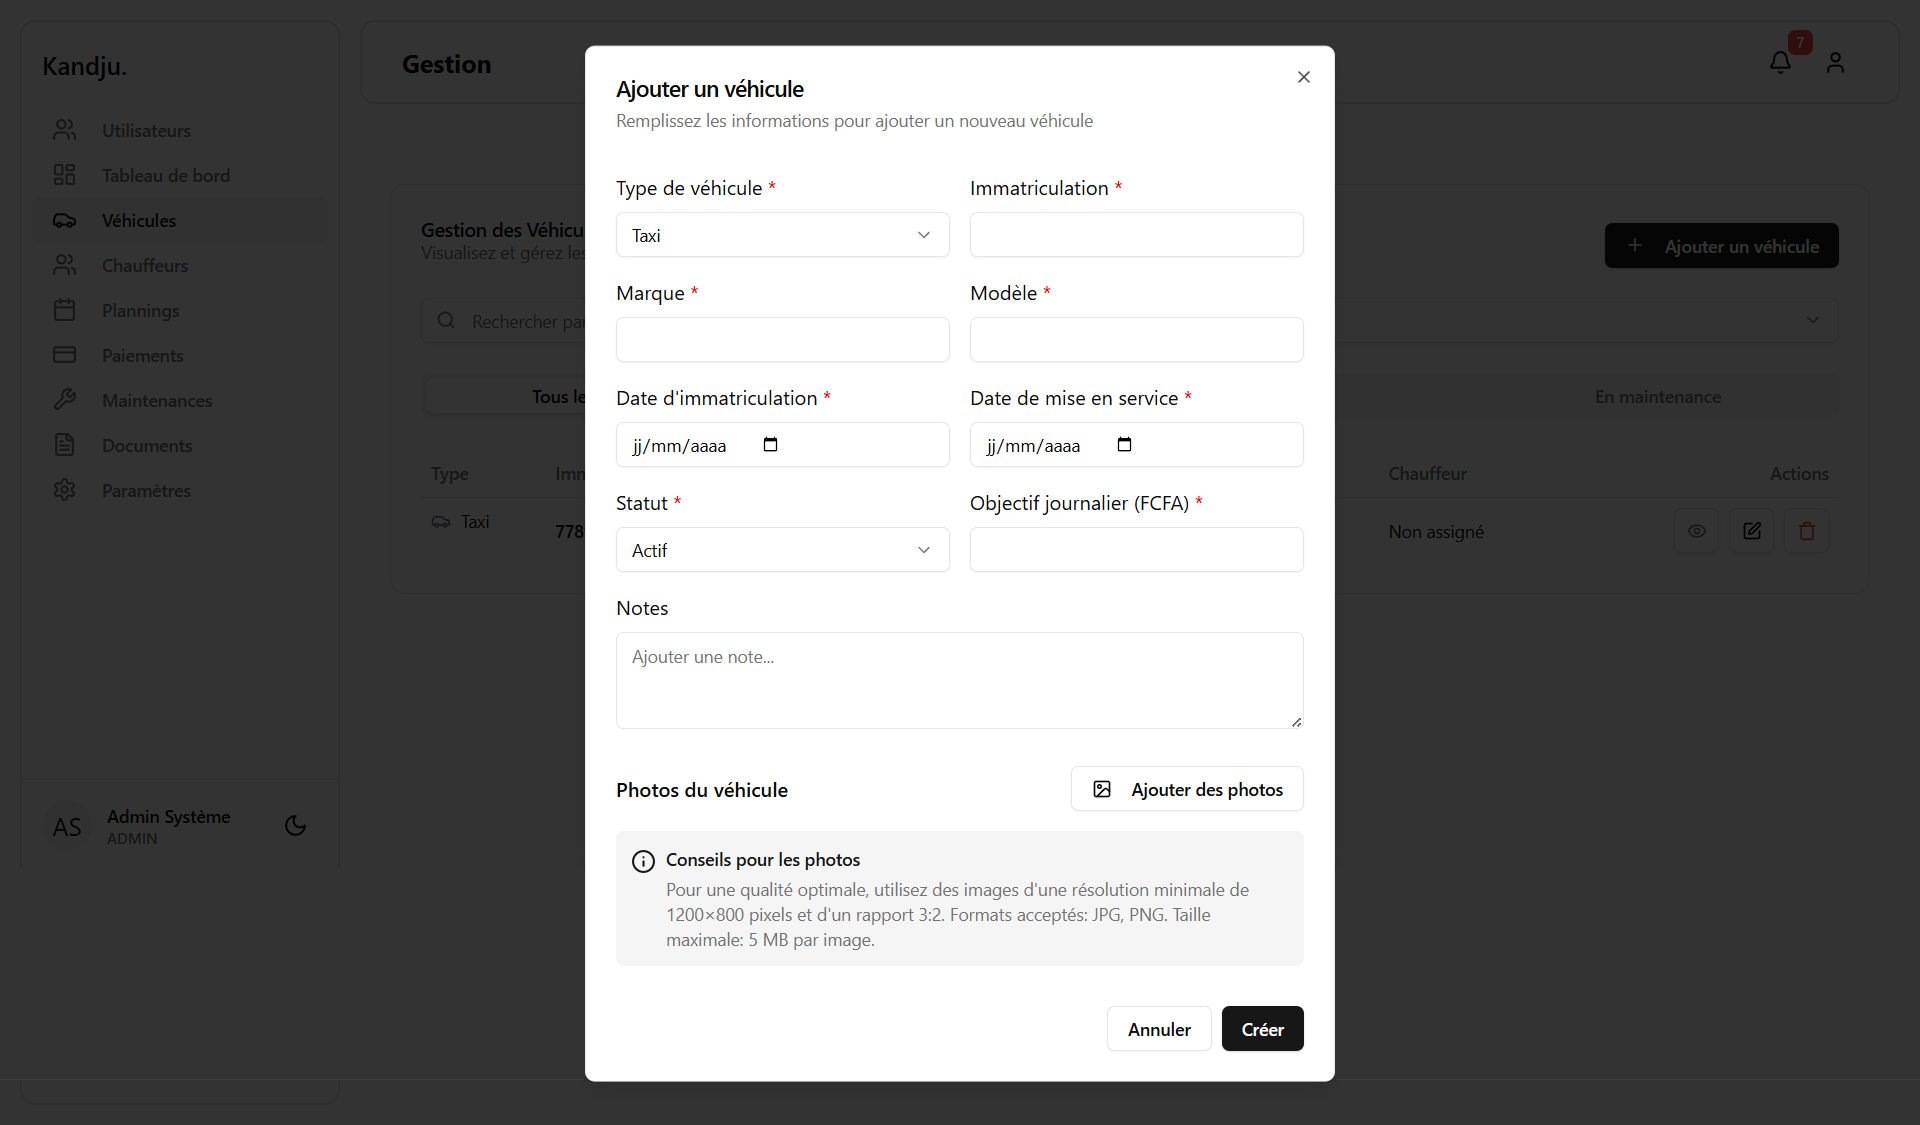 Kandju.
Utilisateurs
Tableau de bord
Véhicules
Chauffeurs
Plannings
Paiements
Maintenances
Documents
Paramètres
AS
Admin Système
ADMIN
Gestion
7
Gestion des Véhicu
Visualisez et gérez les
Ajouter un véhicule
Rechercher par
Tous le
En maintenance
Type
Imm
Chauffeur
Actions
Taxi
778
Non assigné
Ajouter un véhicule
Remplissez les informations pour ajouter un nouveau véhicule
Type de véhicule *
Immatriculation *
Taxi
Marque *
Modèle *
Date d'immatriculation *
Date de mise en service *
jj/mm/aaaa
jj/mm/aaaa
Statut *
Objectif journalier (FCFA) *
Actif
Notes
Ajouter une note...
Photos du véhicule
Ajouter des photos
Conseils pour les photos
Pour une qualité optimale, utilisez des images d'une résolution minimale de
1200×800 pixels et d'un rapport 3:2. Formats acceptés: JPG, PNG. Taille
maximale: 5 MB par image.
Annuler
Créer